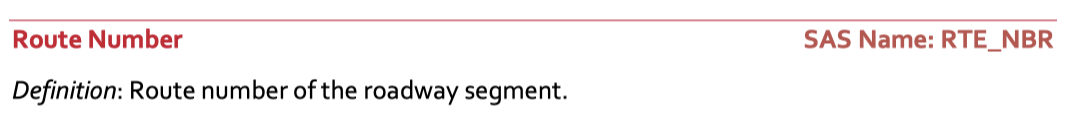 Route Number SAS Name: RTE_NBR
Definition: Route number of the roadway segment.